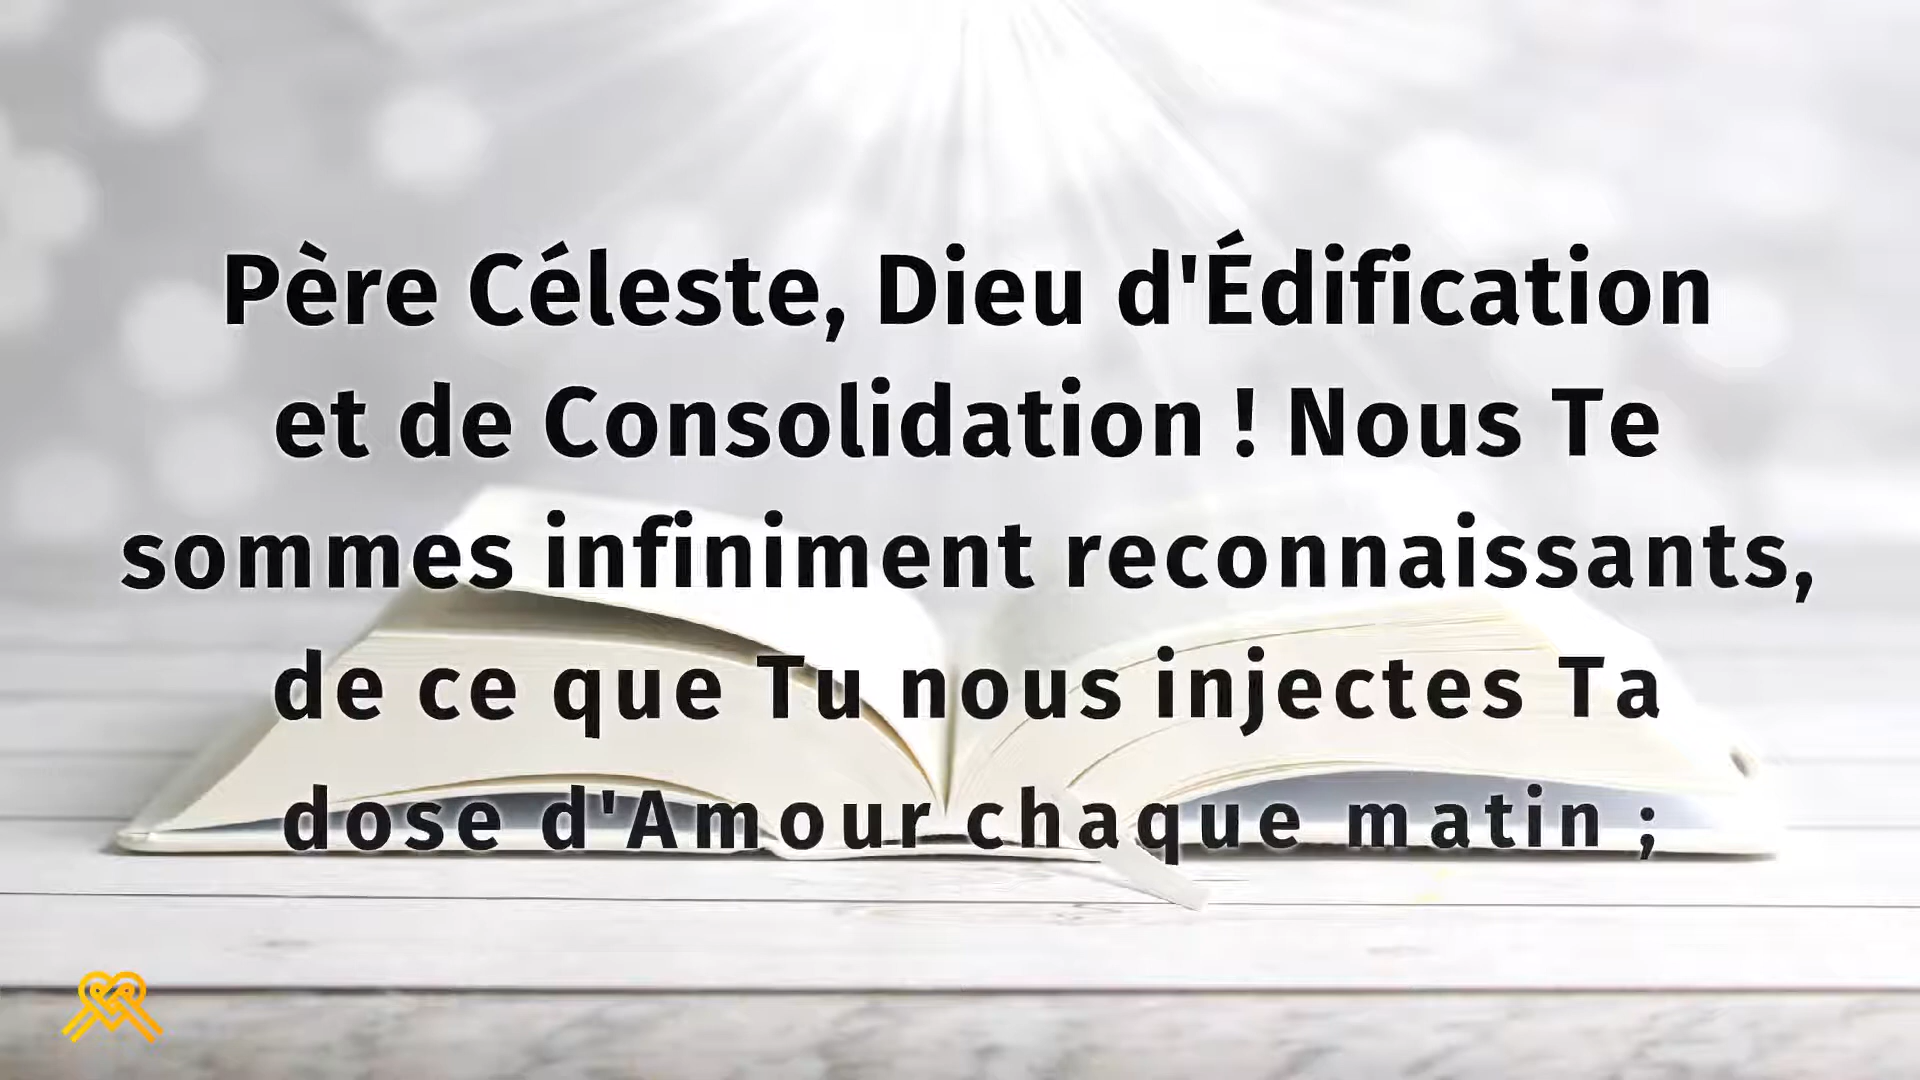 Père Céleste, Dieu d'Édification
et de Consolidation ! Nous Te
sommes infiniment reconnaissants,
de ce que Tu nous injectes Ta
dose d'Amour chaque matin ;